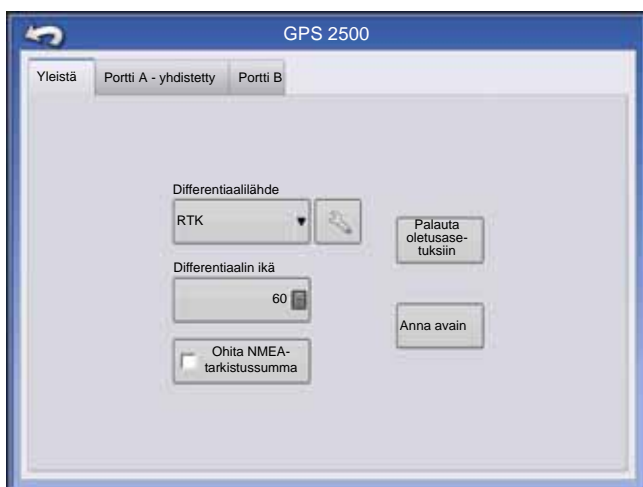 GPS 2500
Yleistä
Portti A - yhdistetty
Portti B
Differentiaalilähde
RTK
Palauta
oletusase-
tuksiin
Differentiaalin ikä
60
Anna avain
Ohita NMEA-
tarkistussumma